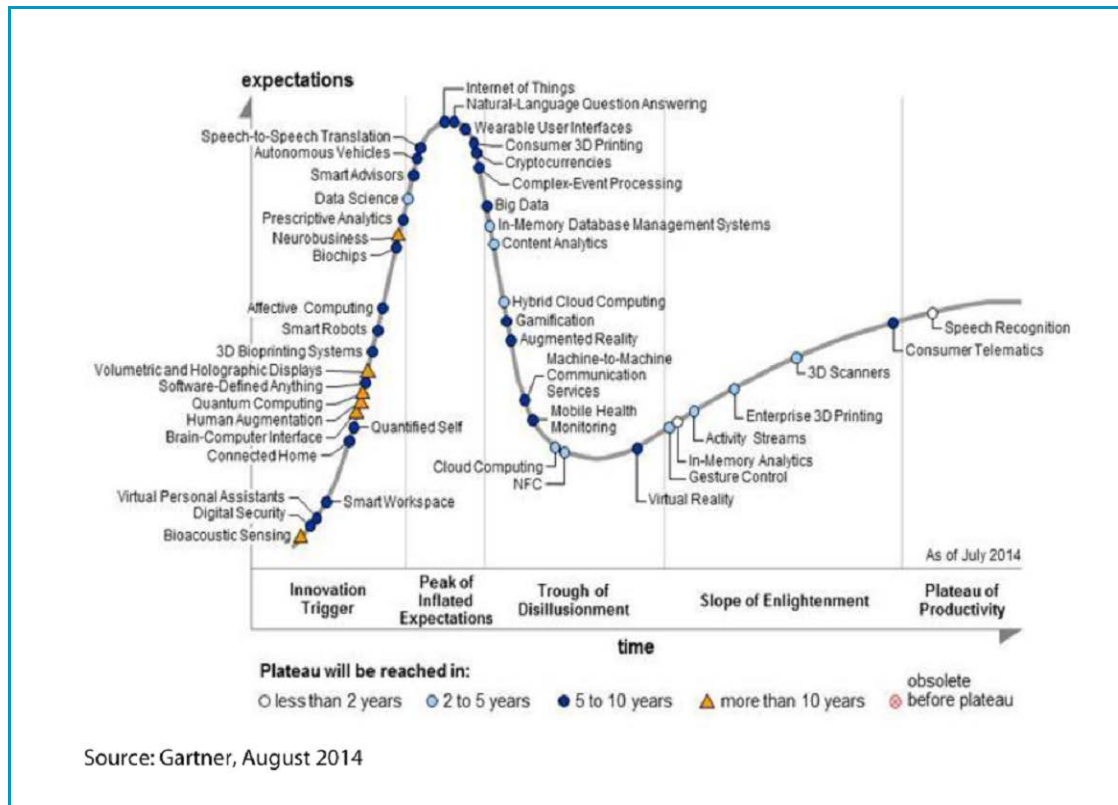 expectations
Internet of Things
Natural-Language Question Answering
Wearable User Interfaces
Consumer 3D Printing
Cryptocurrencies
Complex-Event Processing
Big Data
In-Memory Database Management Systems
Content Analytics
Hybrid Cloud Computing
Gamification
Augmented Reality
Machine-to-Machine
Communication
Services
Mobile Health
Monitoring
Speech-to-Speech Translation
Autonomous Vehicles
Smart Advisors
Data Science
Prescriptive Analytics
Neurobusiness
Biochips
Affective Computing
Smart Robots
3D Bioprinting Systems
Volumetric and Holographic Displays
Software-Defined Anything
Quantum Computing
Human Augmentation
Brain-Computer Interface
Quantified Self
Connected Home
Virtual Personal Assistants
Smart Workspace
Digital Security
Bioacoustic Sensing
Cloud Computing
NFC
Virtual Reality
Speech Recognition
Consumer Telematics
3D Scanners
Enterprise 3D Printing
Activity Streams
In-Memory Analytics
Gesture Control
As of July 2014
Innovation
Trigger
Peak of
Inflated
Expectations
Trough of
Disillusionment
Slope of Enlightenment
Plateau of
Productivity
time
Plateau will be reached in:
less than 2 years
2 to 5 years
5 to 10 years
more than 10 years
obsolete
before plateau
Source: Gartner, August 2014